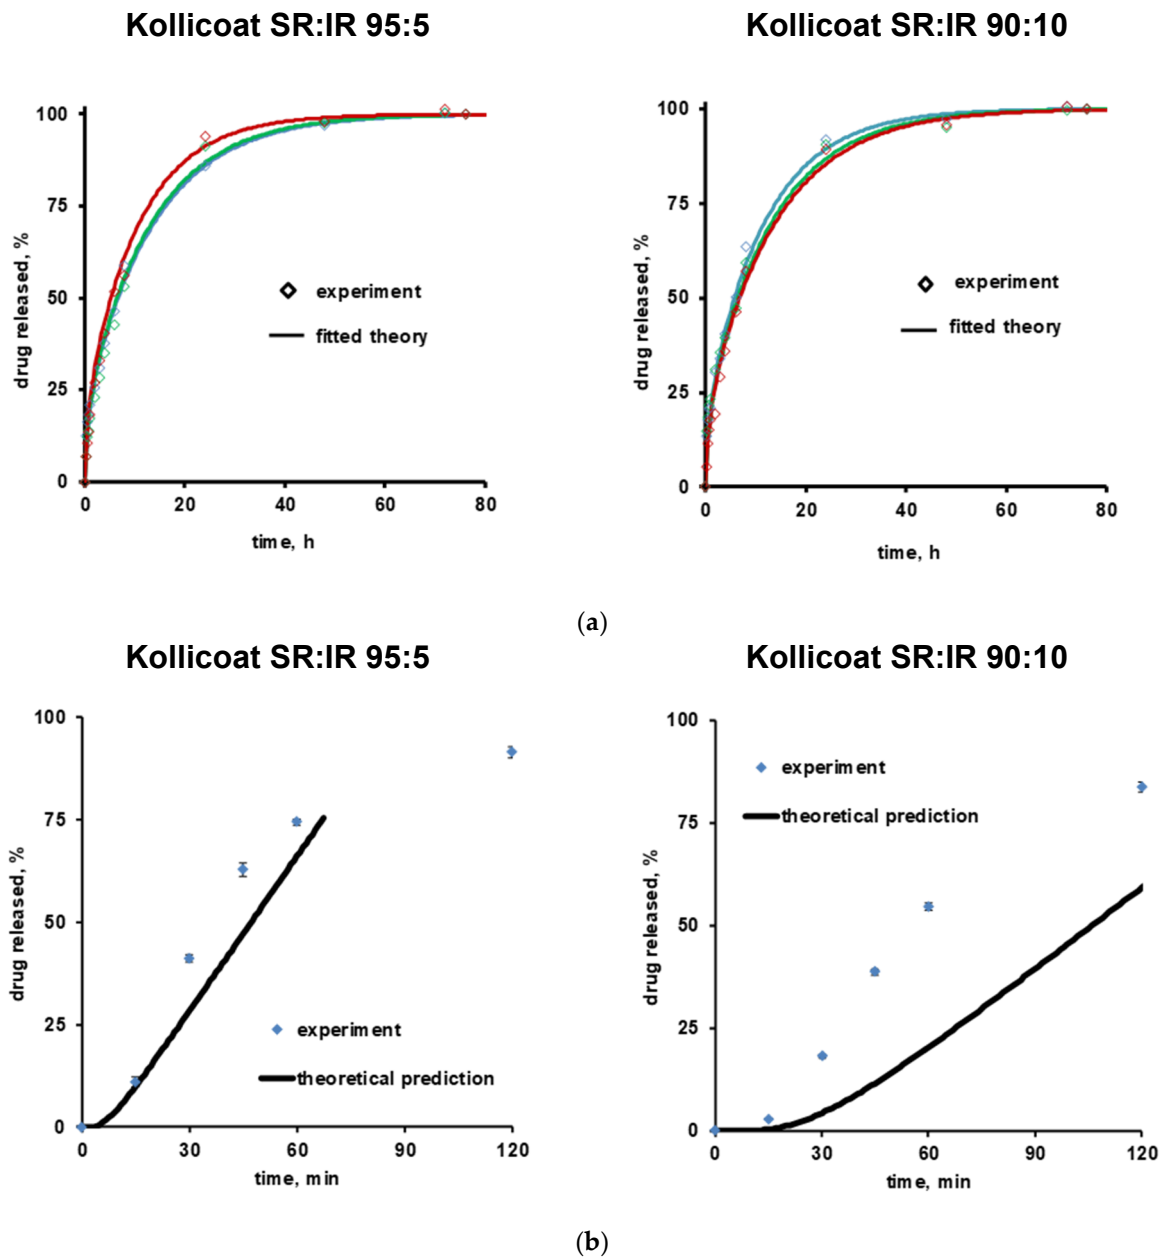 Kollicoat SR:IR 95:5
Kollicoat SR:IR 90:10
100
75
50
25
0
drug released, %
experiment
fitted theory
0 20 40 60 80
time, h
100
75
50
25
0
drug released, %
experiment
fitted theory
0 20 40 60 80
time, h
(a)
Kollicoat SR:IR 95:5
Kollicoat SR:IR 90:10
100
75
50
25
0
drug released, %
experiment
theoretical prediction
0 30 60 90 120
time, min
100
75
50
25
0
drug released, %
experiment
theoretical prediction
0 30 60 90 120
time, min
(b)